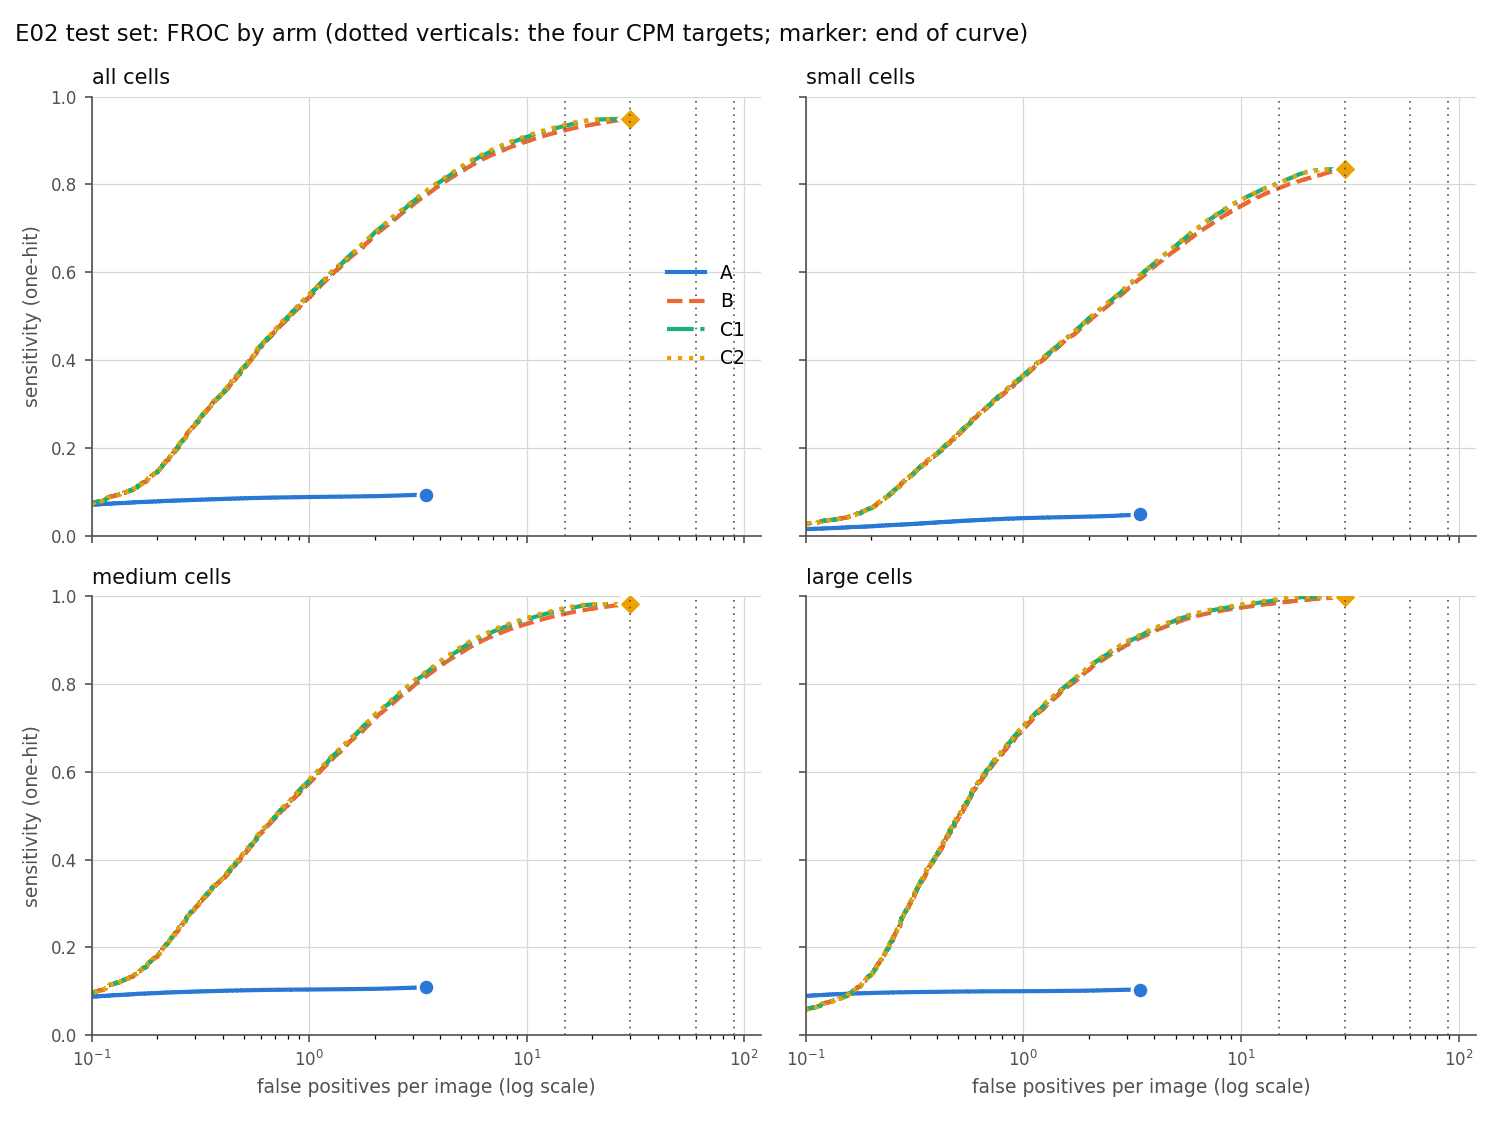 E02 test set: FROC by arm (dotted verticals: the four CPM targets; marker: end of curve)
all cells
small cells
1.0
0.8
0.6
0.4
0.2
0.0
sensitivity (one-hit)
A
B
C1
C2
medium cells
large cells
1.0
0.8
0.6
0.4
0.2
0.0
sensitivity (one-hit)
10⁻¹ 10⁰ 10¹ 10²
10⁻¹ 10⁰ 10¹ 10²
false positives per image (log scale)
false positives per image (log scale)